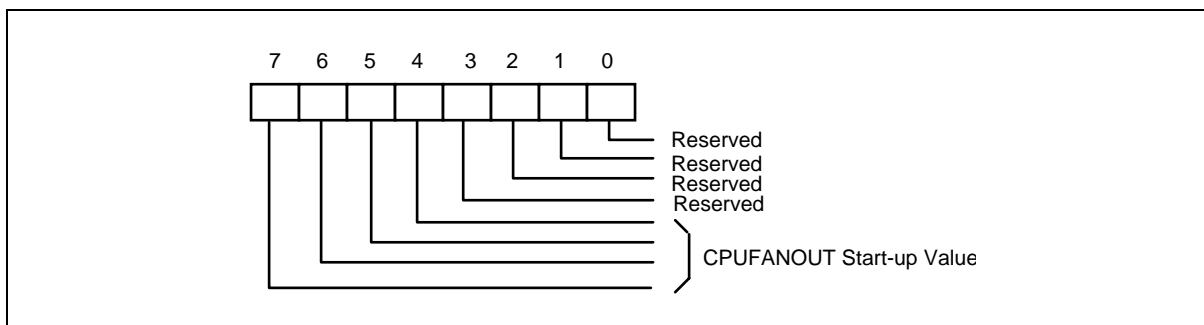 7 6 5 4 3 2 1 0
Reserved
Reserved
Reserved
Reserved
CPUFANOUT Start-up Value